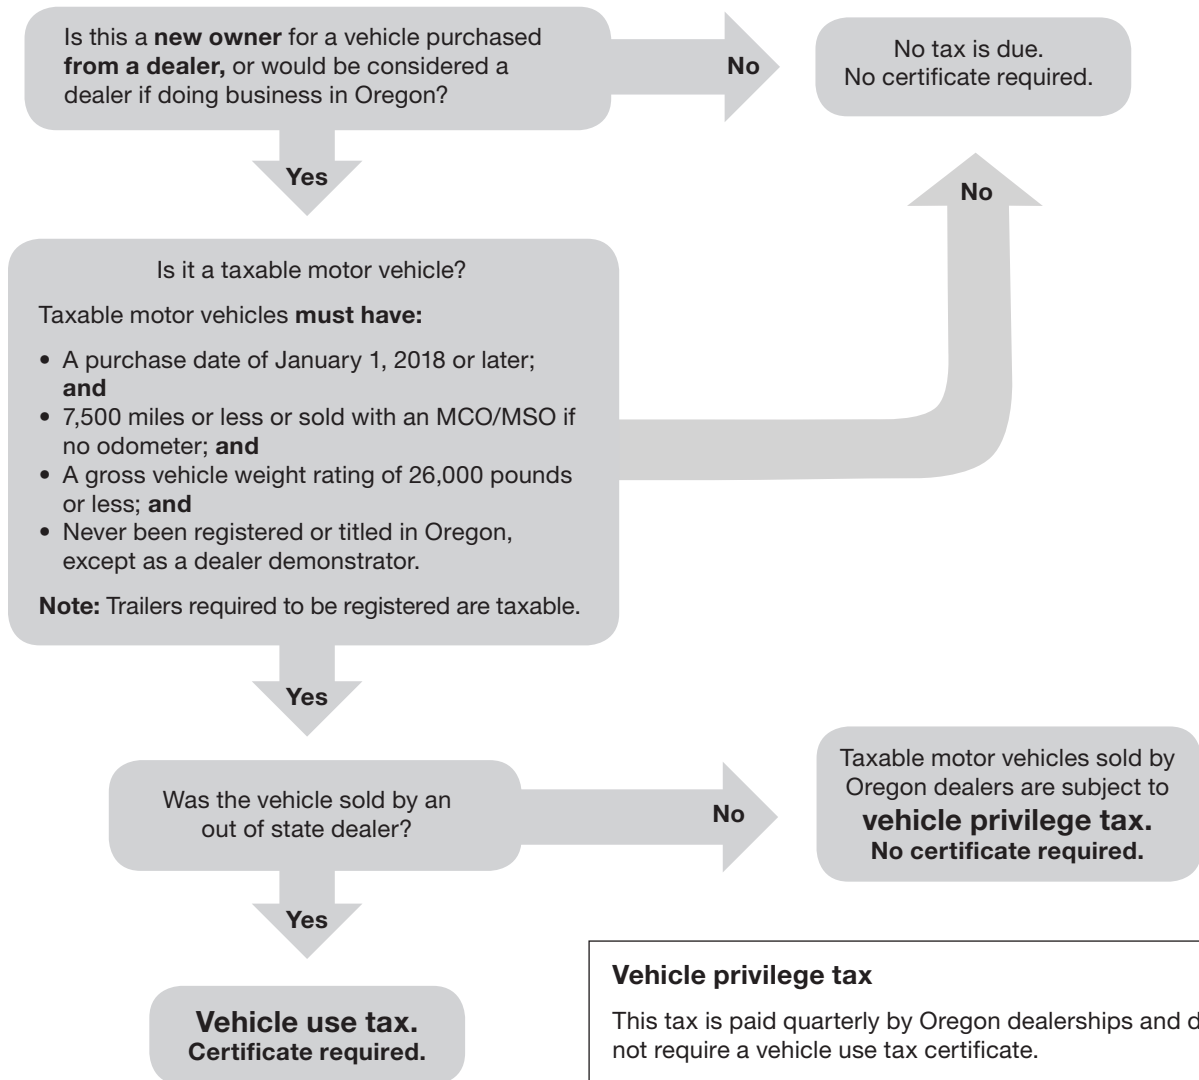 Is this a new owner for a vehicle purchased
from a dealer, or would be considered a
dealer if doing business in Oregon?
No
No tax is due.
No certificate required.
Yes
No
Is it a taxable motor vehicle?
Taxable motor vehicles must have:
• A purchase date of January 1, 2018 or later;
and
• 7,500 miles or less or sold with an MCO/MSO if
no odometer; and
• A gross vehicle weight rating of 26,000 pounds
or less; and
• Never been registered or titled in Oregon,
except as a dealer demonstrator.
Note: Trailers required to be registered are taxable.
Yes
Was the vehicle sold by an
out of state dealer?
No
Taxable motor vehicles sold by
Oregon dealers are subject to
vehicle privilege tax.
No certificate required.
Yes
Vehicle use tax.
Certificate required.
Vehicle privilege tax
This tax is paid quarterly by Oregon dealerships and
not require a vehicle use tax certificate.